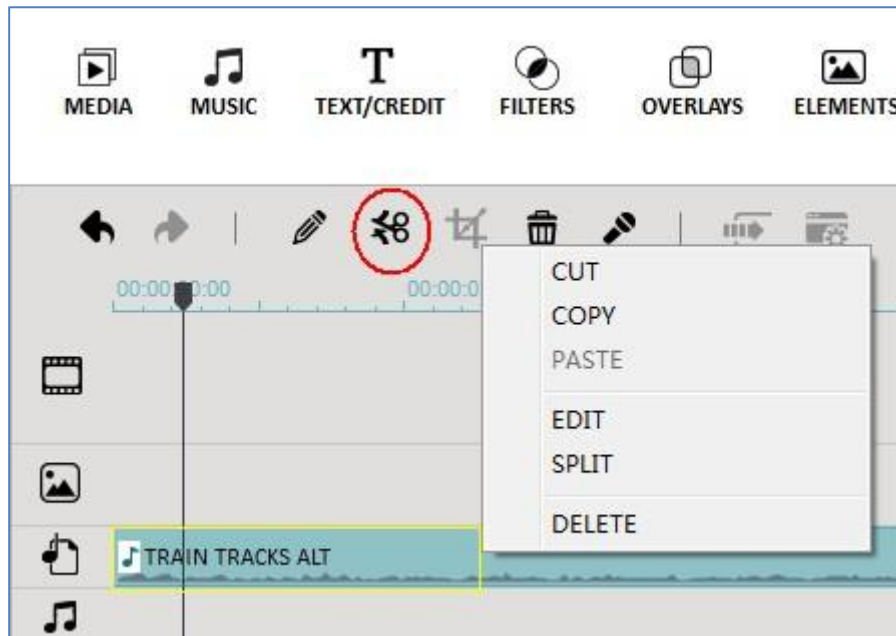 MEDIA MUSIC TEXT/CREDIT FILTERS OVERLAYS ELEMENTS
CUT
COPY
PASTE
EDIT
SPLIT
DELETE
TRAIN TRACKS ALT